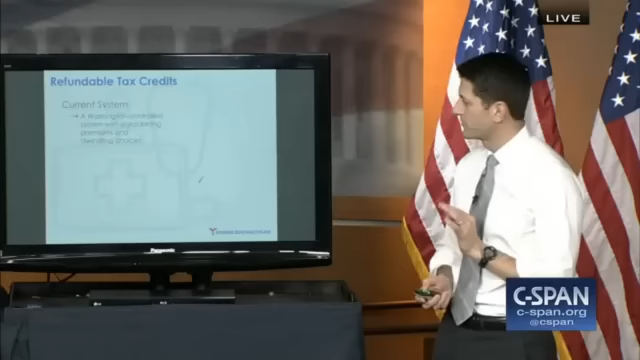 LIVE
Refundable Tax Credits
Current System:
→ A Washington-controlled
system with skyrocketing
premiums and
dwindling choices
Panasonic
C-SPAN
c-span.org
@cspan